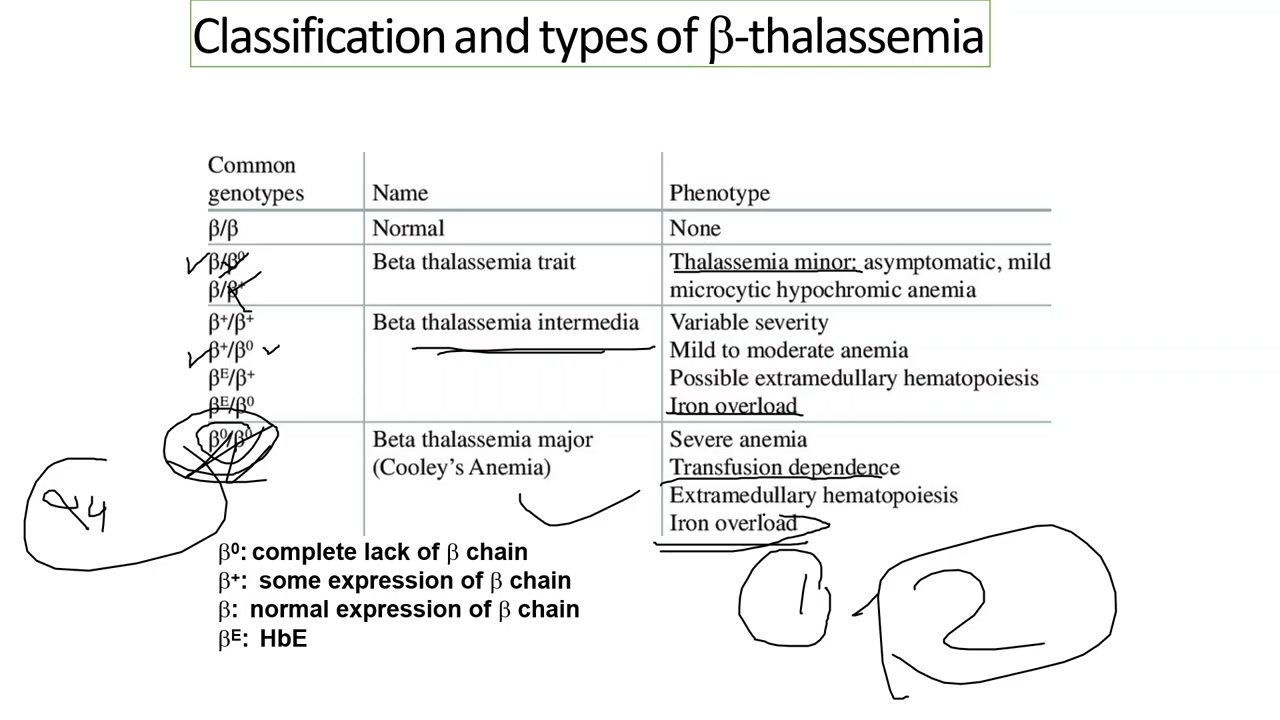 Classification and types of β-thalassemia
Common
genotypes
Name
Phenotype
β/β
Normal
None
β/β⁰
Beta thalassemia trait
Thalassemia minor: asymptomatic, mild
β/β⁺
microcytic hypochromic anemia
β⁺/β⁺
Beta thalassemia intermedia
Variable severity
β⁺/β⁰
Mild to moderate anemia
βᴱ/β⁺
Possible extramedullary hematopoiesis
βᴱ/β⁰
Iron overload
β⁰/β⁰
Beta thalassemia major
Severe anemia
(Cooley's Anemia)
Transfusion dependence
Extramedullary hematopoiesis
Iron overload
β⁰: complete lack of β chain
β⁺: some expression of β chain
β: normal expression of β chain
βᴱ: HbE
1
2